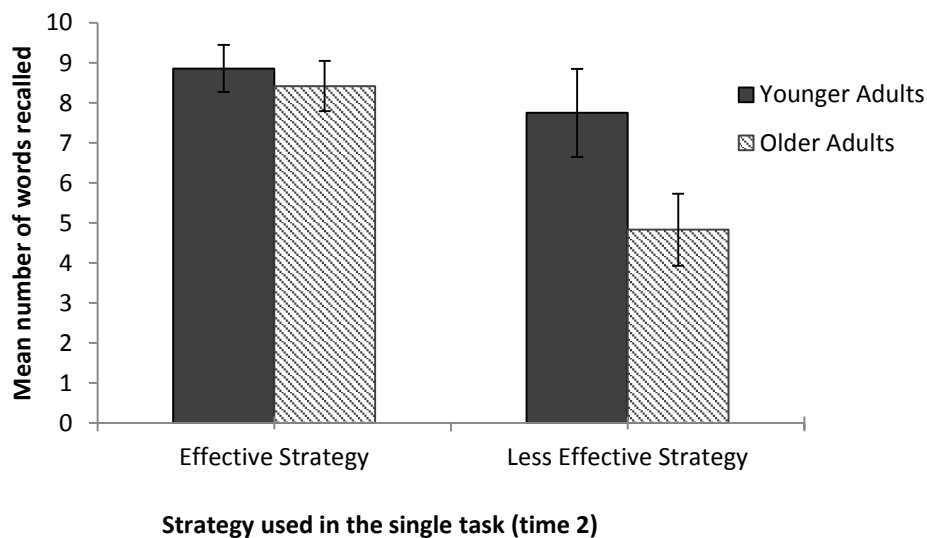 Mean number of words recalled
10
9
8
7
6
5
4
3
2
1
0
Effective Strategy
Less Effective Strategy
Younger Adults
Older Adults
Strategy used in the single task (time 2)